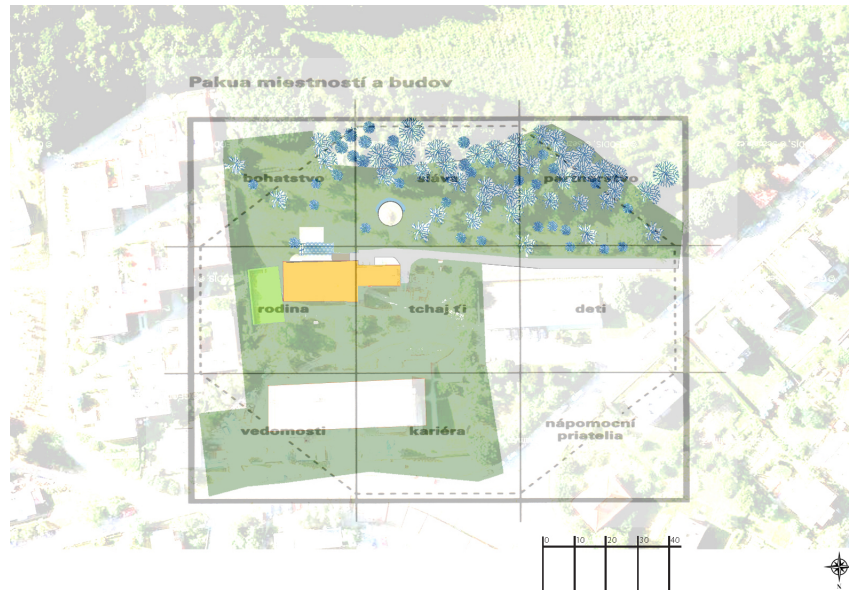 Pakua miestností a budov
bohatstvo
sláva
partnerstvo
rodina
tchaj ťi
deti
vedomosti
kariéra
nápomocní
priatelia
0 10 20 30 40
N